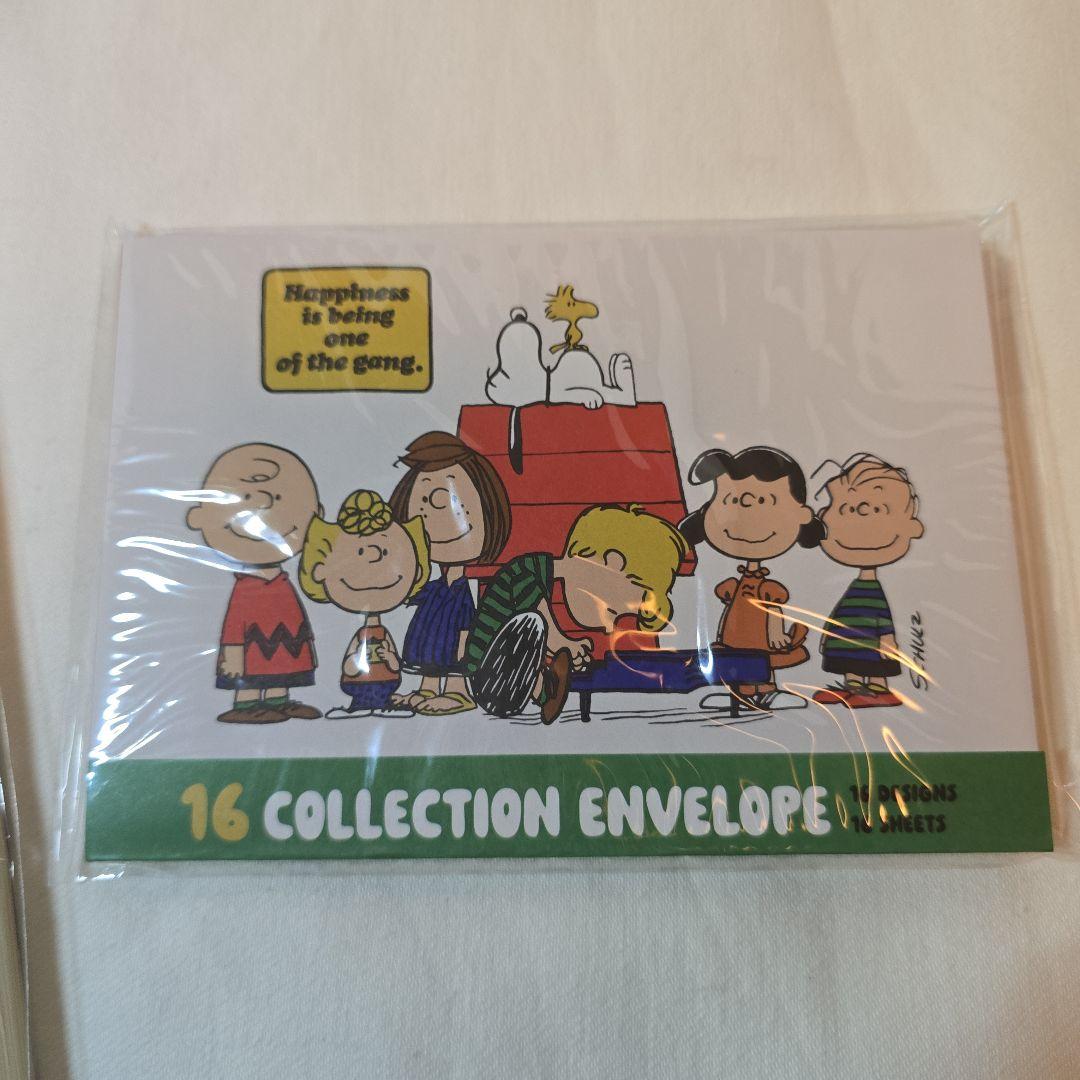 Happiness
is being
one
of the gang.
SCHULZ
16 COLLECTION ENVELOPE
16 DESIGNS
16 SHEETS